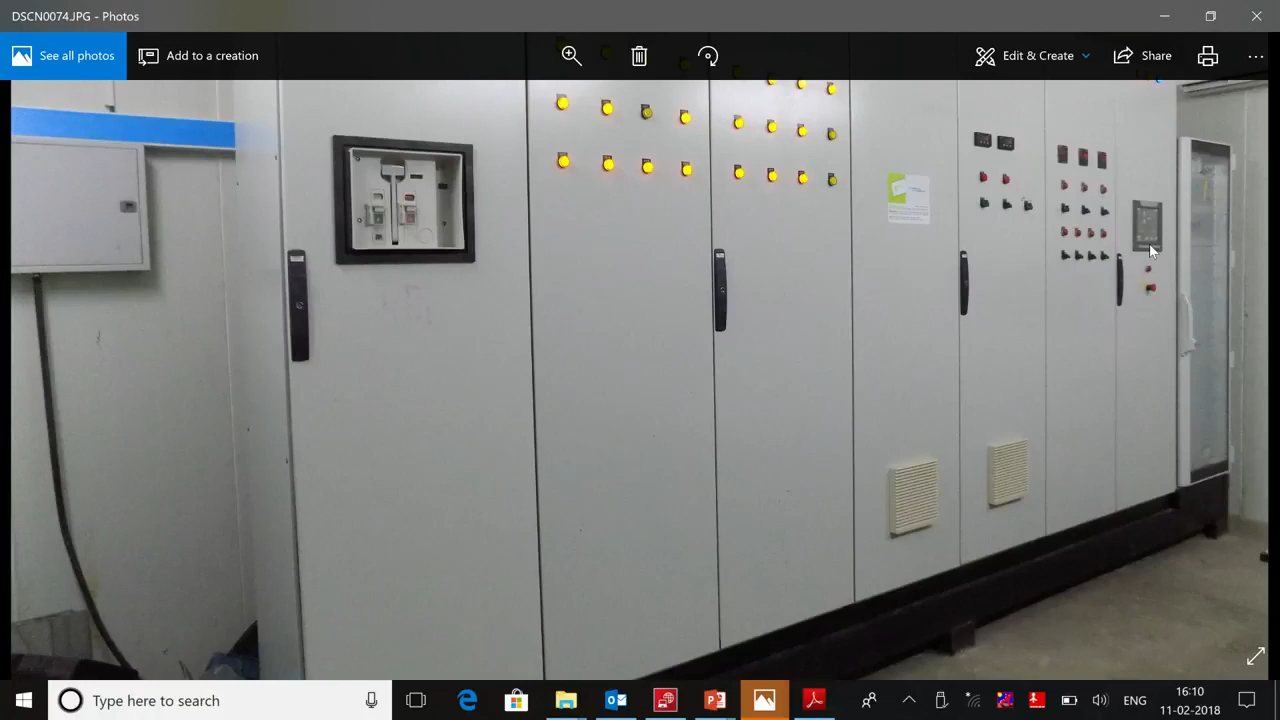 DSCN0074.JPG - Photos
See all photos
Add to a creation
Edit & Create
Share
Type here to search
ENG
16:10
11-02-2018